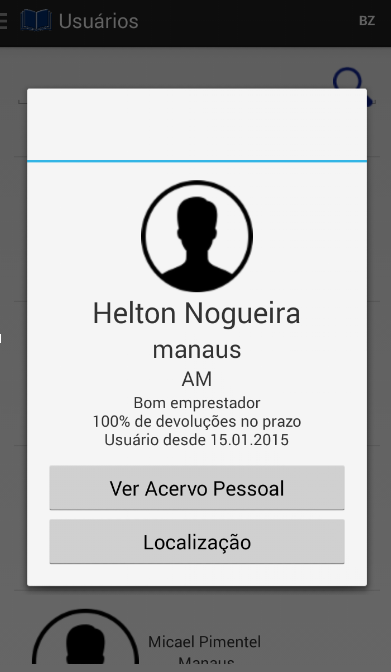 Usuários
BZ
Helton Nogueira
manaus
AM
Bom emprestador
100% de devoluções no prazo
Usuário desde 15.01.2015
Ver Acervo Pessoal
Localização
Micael Pimentel
Manaus